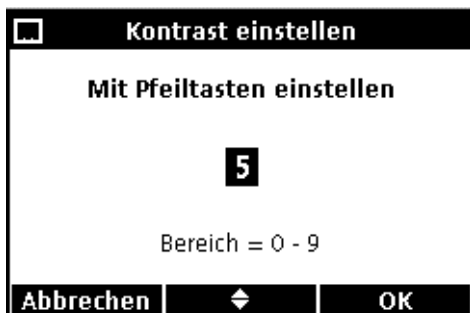 Kontrast einstellen
Mit Pfeiltasten einstellen
5
Bereich = 0 - 9
Abbrechen OK